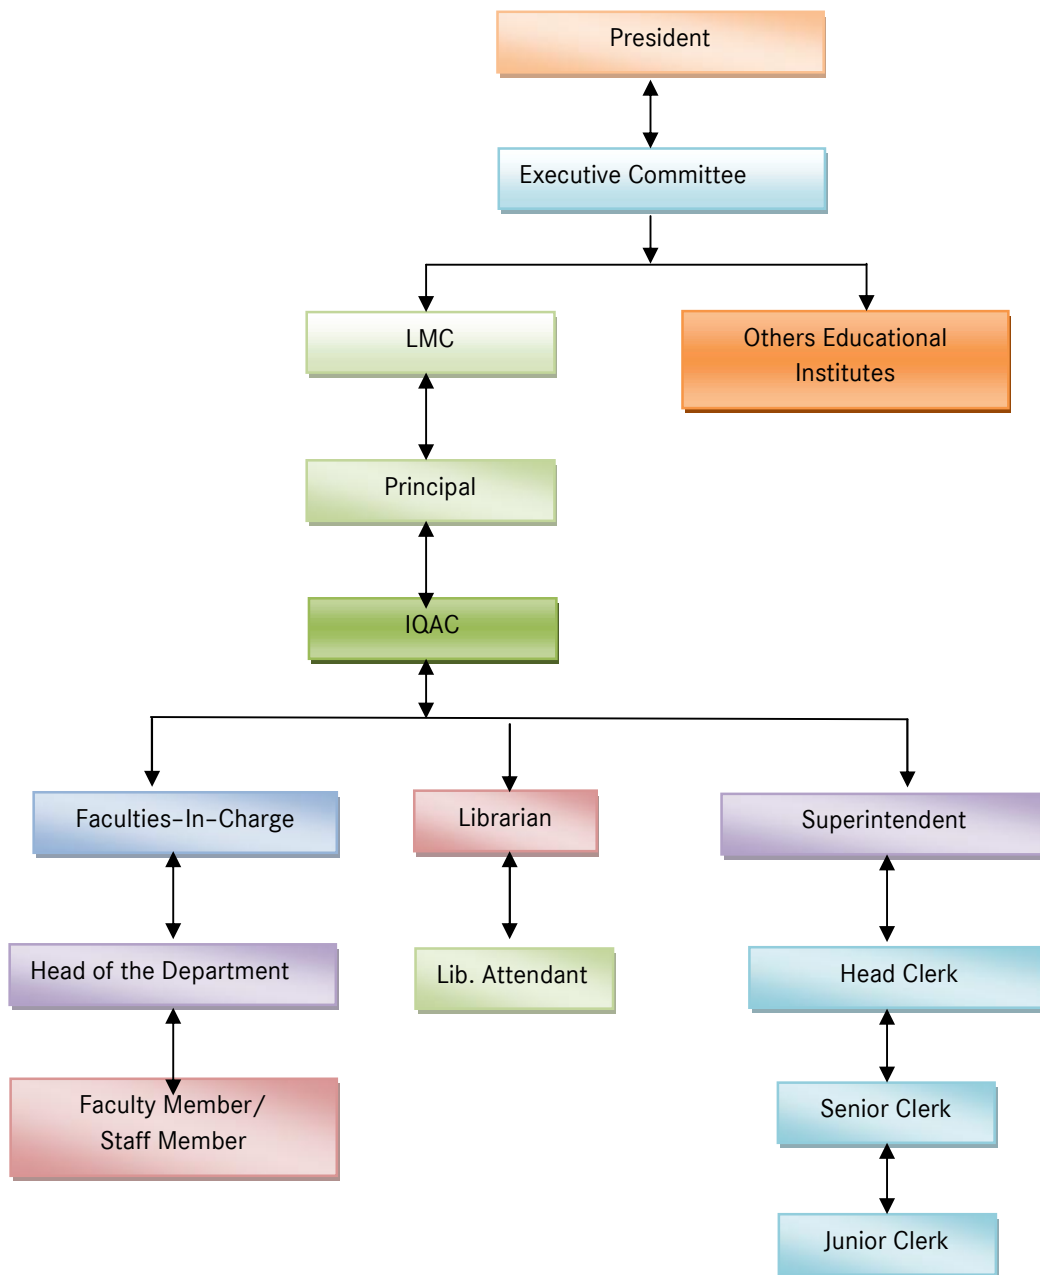 President
Executive Committee
LMC
Others Educational
Institutes
Principal
IQAC
Faculties-In-Charge
Librarian
Superintendent
Head of the Department
Lib. Attendant
Head Clerk
Faculty Member/
Staff Member
Senior Clerk
Junior Clerk